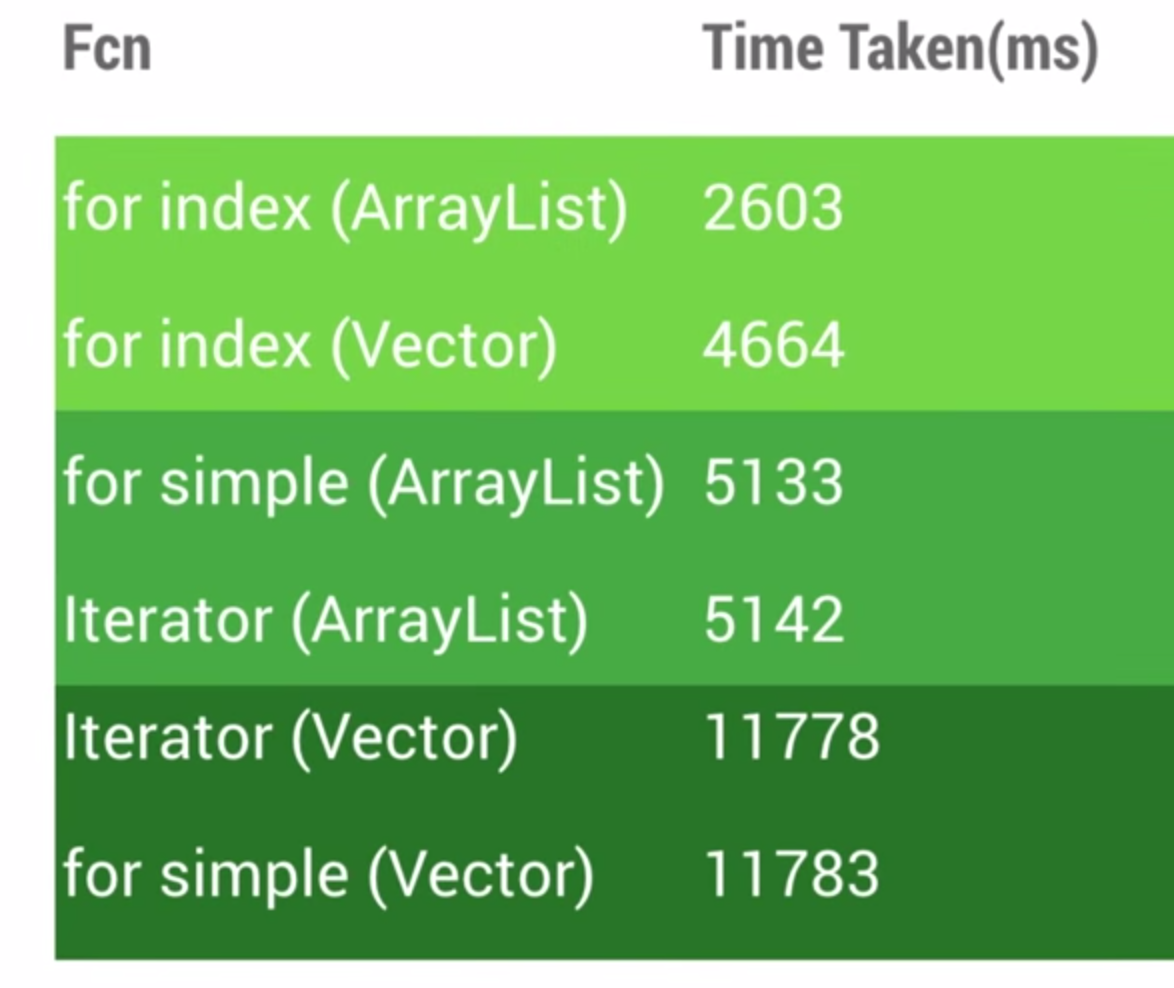 Fcn Time Taken(ms)
for index (ArrayList) 2603
for index (Vector) 4664
for simple (ArrayList) 5133
Iterator (ArrayList) 5142
Iterator (Vector) 11778
for simple (Vector) 11783